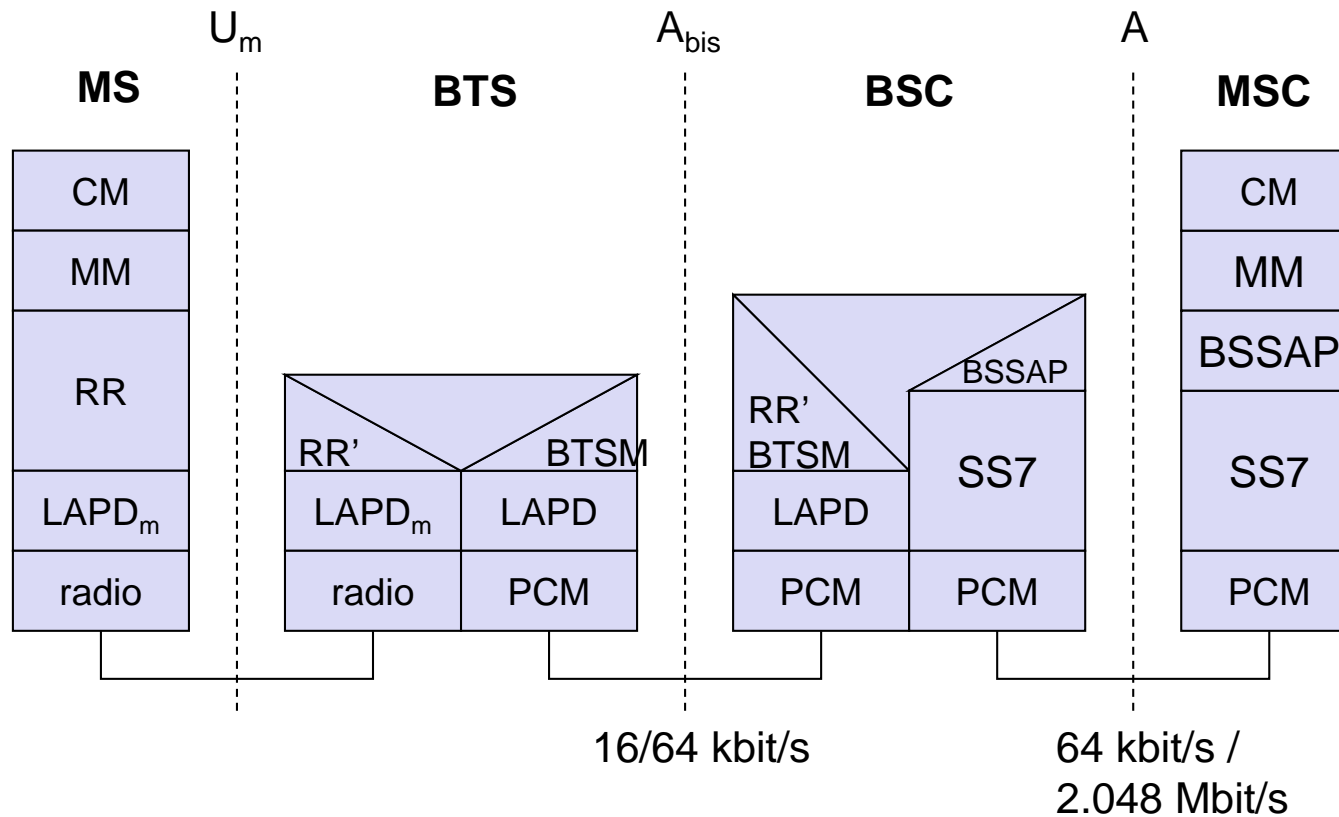 Um
Abis
A
MS
BTS
BSC
MSC
CM
MM
RR
LAPDm
radio
RR’
BTSM
LAPDm
LAPD
radio
PCM
RR’
BTSM
BSSAP
LAPD
SS7
PCM
PCM
CM
MM
BSSAP
SS7
PCM
16/64 kbit/s
64 kbit/s /
2.048 Mbit/s